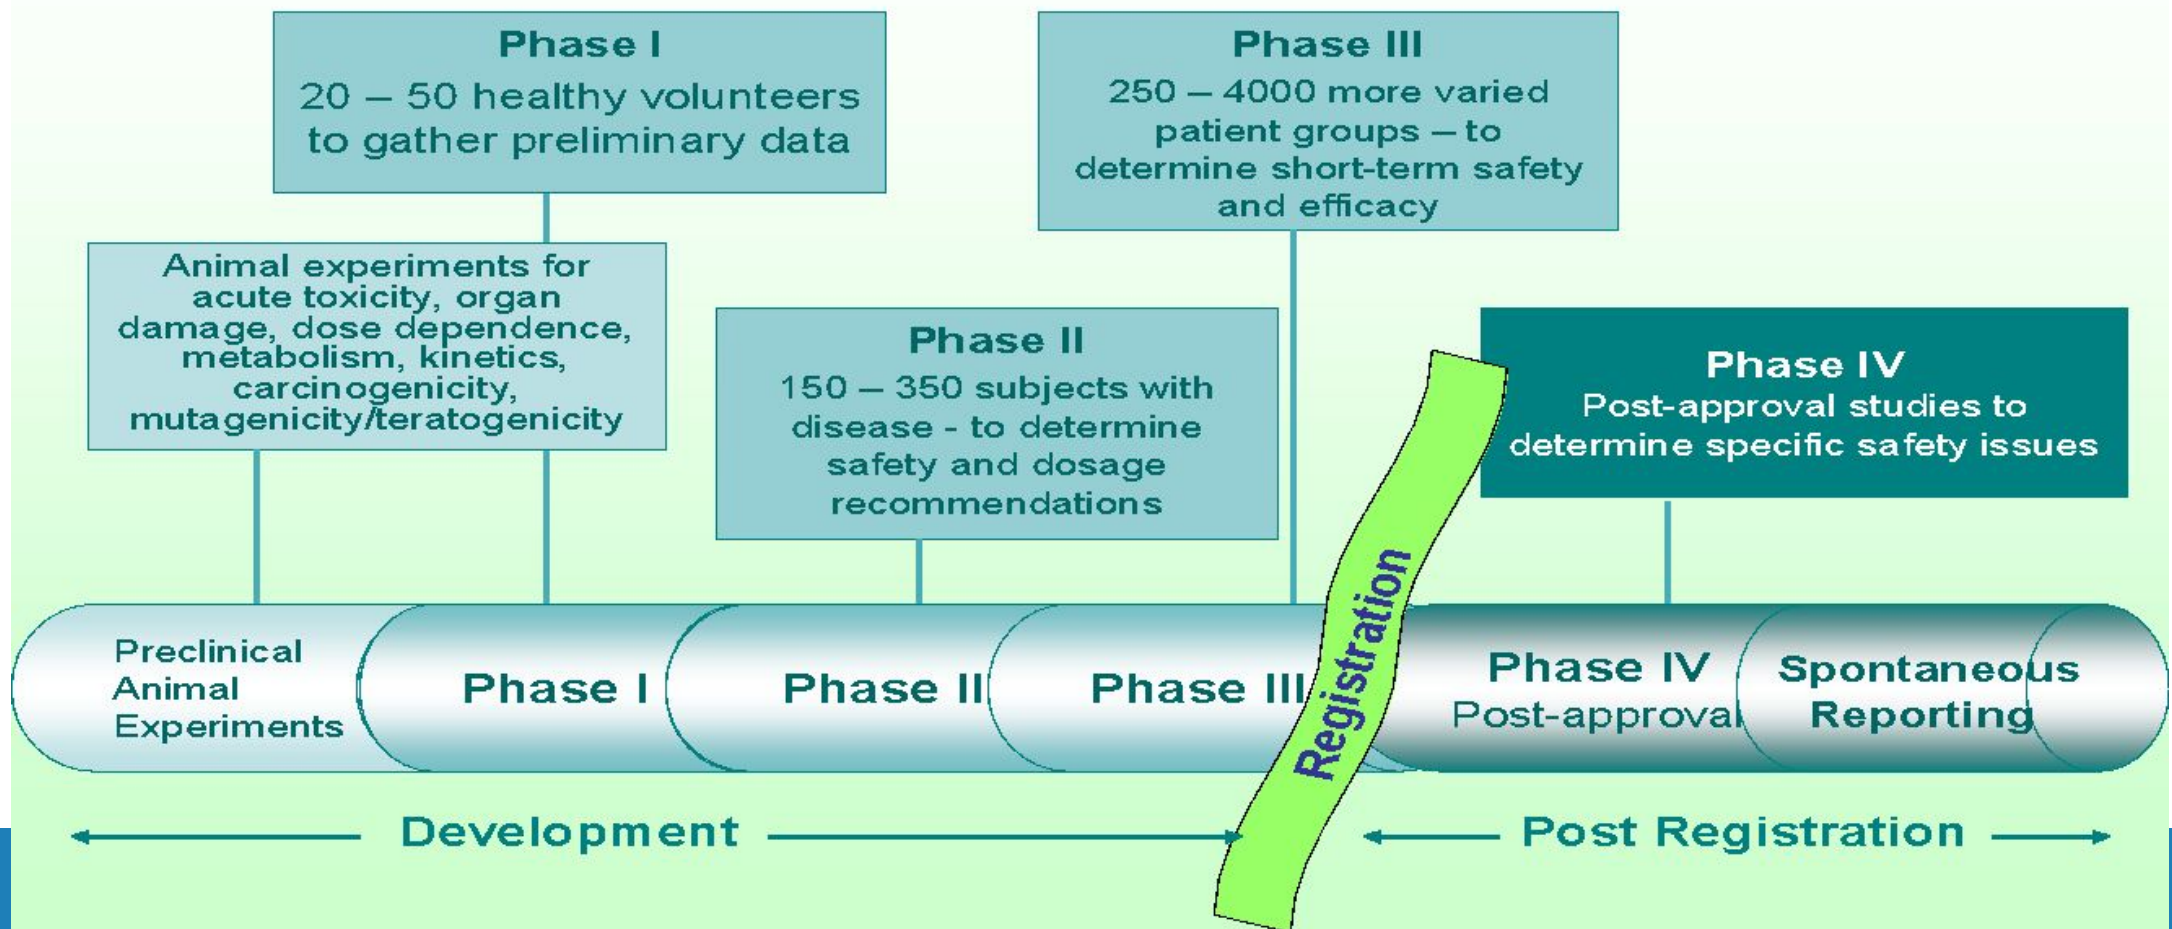 Phase I
20 – 50 healthy volunteers
to gather preliminary data
Phase III
250 – 4000 more varied
patient groups – to
determine short-term safety
and efficacy
Animal experiments for
acute toxicity, organ
damage, dose dependence,
metabolism, kinetics,
carcinogenicity,
mutagenicity/teratogenicity
Phase II
150 – 350 subjects with
disease - to determine
safety and dosage
recommendations
Phase IV
Post-approval studies to
determine specific safety issues
Registration
Preclinical
Animal
Experiments
Phase I
Phase II
Phase III
Phase IV
Post-approval
Spontaneous
Reporting
Development
Post Registration